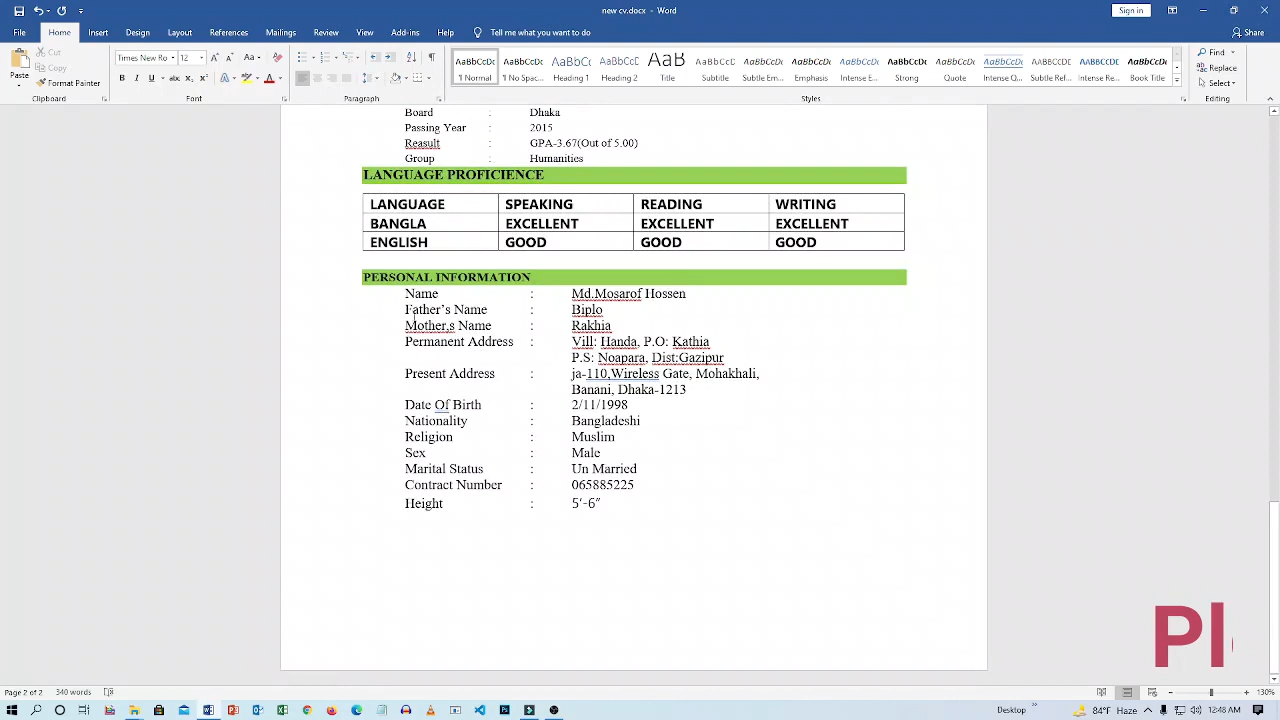 new cv.docx - Word
Sign in
File Home Insert Design Layout References Mailings Review View Add-ins Help Tell me what you want to do Share
Paste
Cut
Copy
Format Painter
Times New Ro 12
Find
Replace
Select
AaBbCcDc AaBbCcDc AaBbCc AaBbCcD AaB AaBbCcD AaBbCcDc AaBbCcDc AaBbCcDc AaBbCcDc AaBbCcDc AaBbCcDc AaBbCcDc AaBbCcDc AaBbCcDc
¶ Normal ¶ No Spac... Heading 1 Heading 2 Title Subtitle Subtle Em... Emphasis Intense E... Strong Quote Intense Q... Subtle Ref... Intense Re... Book Title
Clipboard Font Paragraph Styles Editing
Board : Dhaka
Passing Year : 2015
Reasult : GPA-3.67(Out of 5.00)
Group : Humanities
LANGUAGE PROFICIENCE
LANGUAGE SPEAKING READING WRITING
BANGLA EXCELLENT EXCELLENT EXCELLENT
ENGLISH GOOD GOOD GOOD
PERSONAL INFORMATION
Name : Md.Mosarof Hossen
Father's Name : Biplo
Mother,s Name : Rakhia
Permanent Address : Vill: Handa, P.O: Kathia
P.S: Noapara, Dist:Gazipur
Present Address : ja-110,Wireless Gate, Mohakhali,
Banani, Dhaka-1213
Date Of Birth : 2/11/1998
Nationality : Bangladeshi
Religion : Muslim
Sex : Male
Marital Status : Un Married
Contract Number : 065885225
Height : 5'-6"
Pl
Page 2 of 2 340 words 130%
Desktop 84°F Haze 12:48 AM